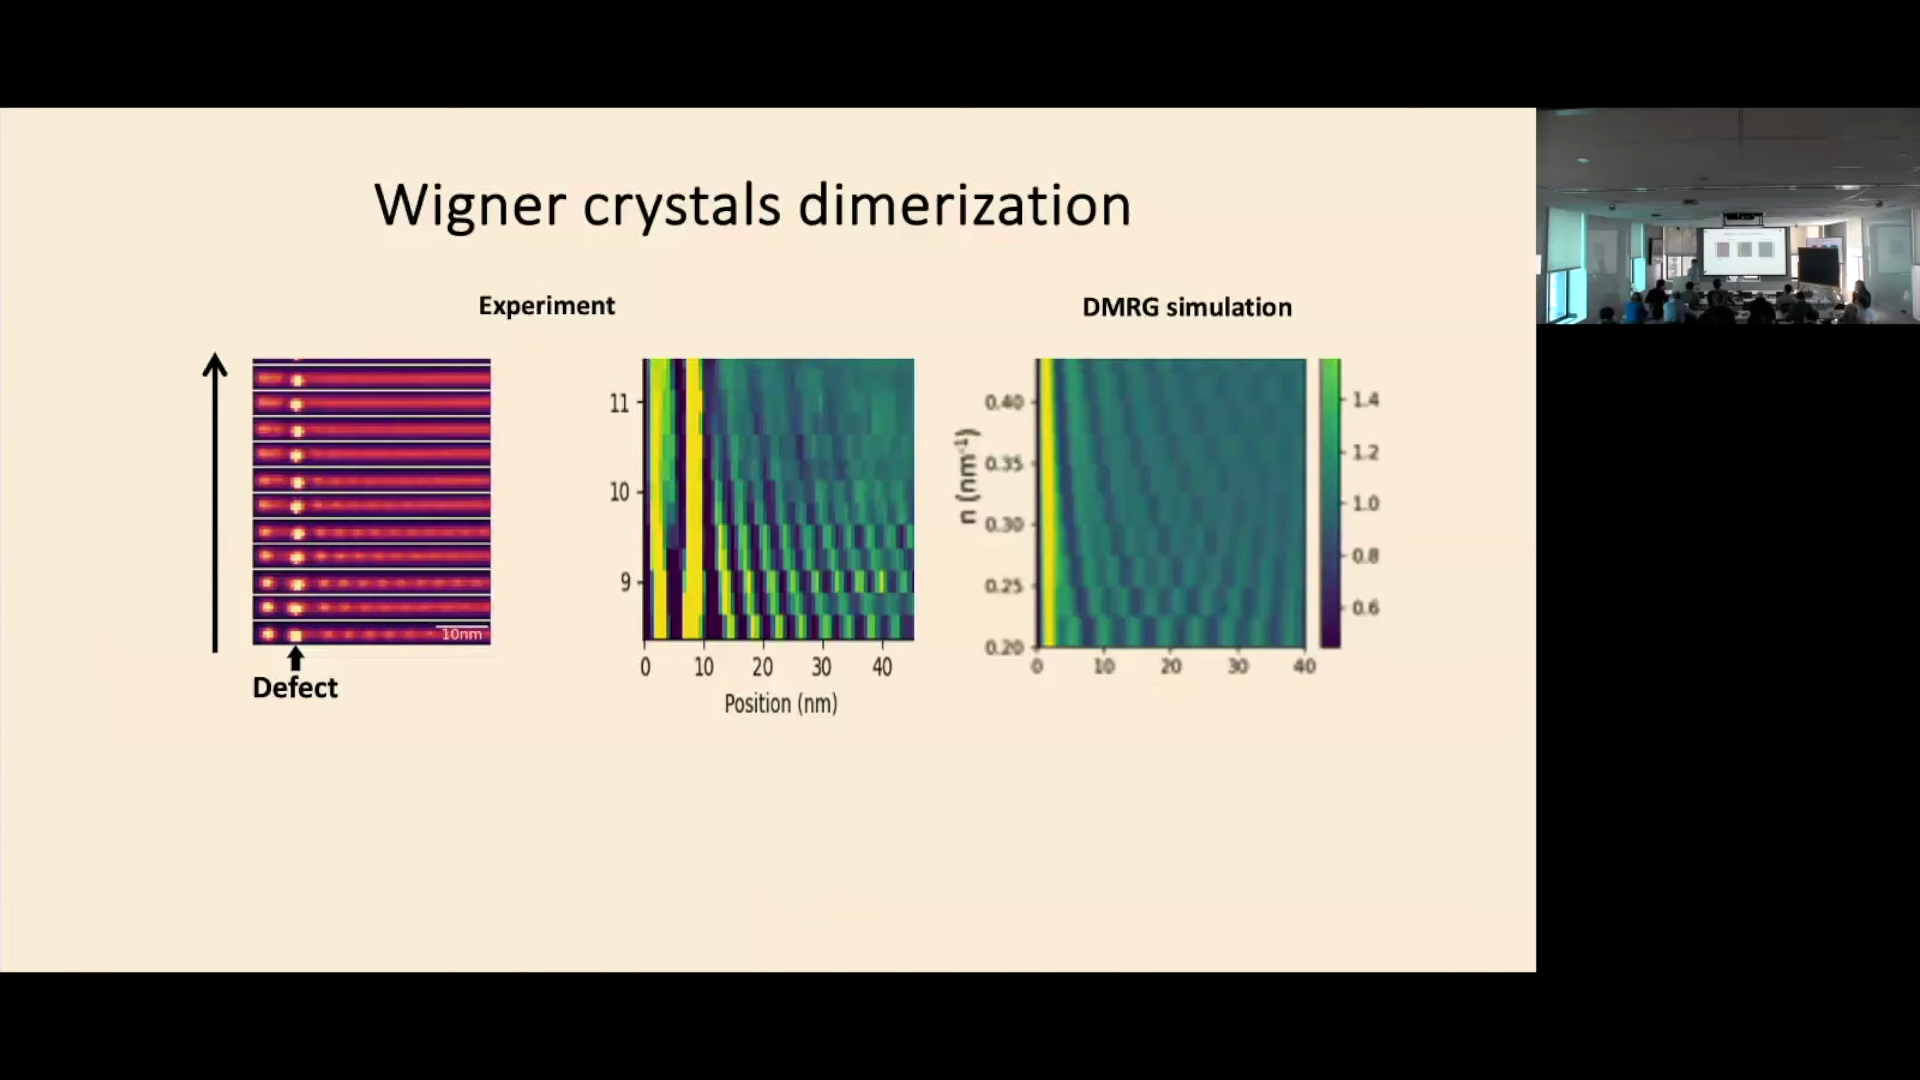 Wigner crystals dimerization
Experiment
DMRG simulation
10nm
Defect
11
10
9
0 10 20 30 40
Position (nm)
n (nm⁻¹)
0.40
0.35
0.30
0.25
0.20
0 10 20 30 40
1.4
1.2
1.0
0.8
0.6